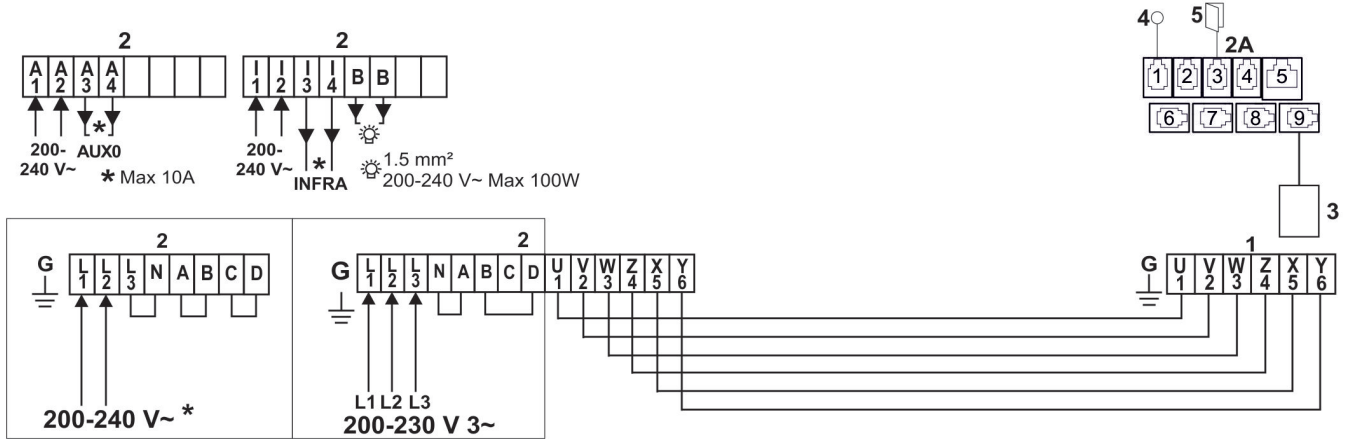 2
A1 A2 A3 A4
200-240 V~
AUX0
* Max 10A
2
I1 I2 I3 I4 B B
200-240 V~
*
INFRA
1.5 mm²
200-240 V~ Max 100W
4
5
2A
1 2 3 4 5
6 7 8 9
3
2
G L1 L2 L3 N A B C D
200-240 V~ *
2
G L1 L2 L3 N A B C D U1 V2 W3 Z4 X5 Y6
L1 L2 L3
200-230 V 3~
1
G U1 V2 W3 Z4 X5 Y6